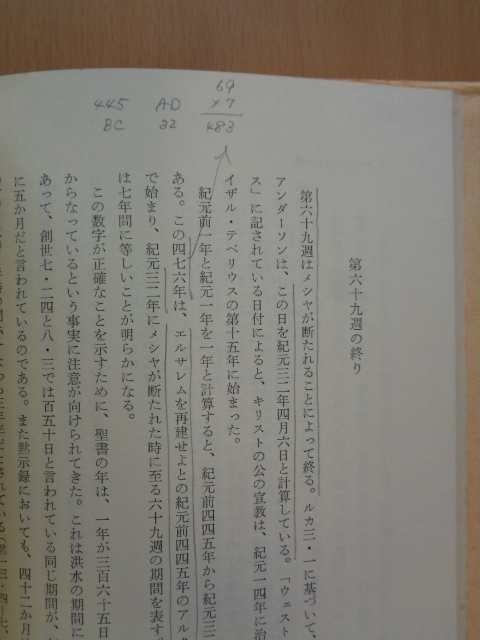 69
×7
483
445 AD
BC 32
第六十九週の終り
第六十九週はメシヤが断たれることによって終る。ルカ三・一に基づいて、
アンダーソンは、この日を紀元三二年四月六日と計算している。「ウェスト
ス」に記されている日付によると、キリストの公の宣教は、紀元一四年に治
イザル・テベリウスの第十五年に始まった。
紀元前一年と紀元一年を一年と計算すると、紀元前四四五年から紀元三二
ある。この四七六年は、エルサレムを再建せよとの紀元前四四五年のアルタ
で始まり、紀元三二年にメシヤが断たれた時に至る六十九週の期間を表す。
は七年間に等しいことが明らかになる。
この数字が正確なことを示すために、聖書の年は、一年が三百六十五日
からなっているという事実に注意が向けられてきた。これは洪水の期間に
あって、創世七・二四と八・三では百五十日と言われている同じ期間が、
に五か月だと言われているのである。また黙示録においても、四十二か月